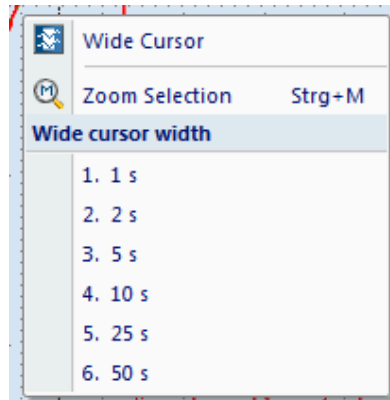 Wide Cursor
M
Zoom Selection Strg+M
Wide cursor width
1. 1 s
2. 2 s
3. 5 s
4. 10 s
5. 25 s
6. 50 s